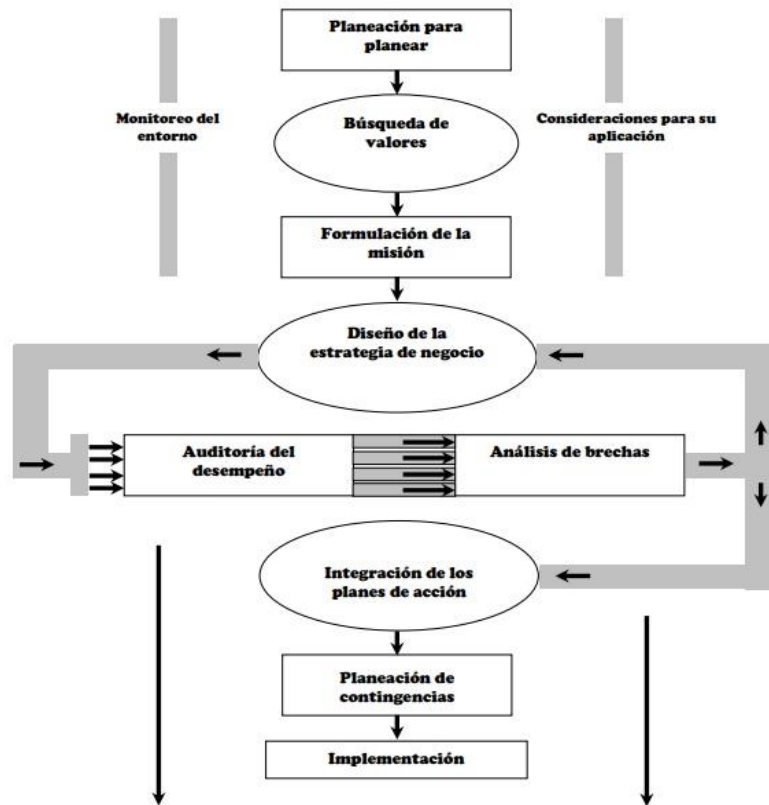 Planeación para
planear
Monitoreo del
entorno
Búsqueda de
valores
Consideraciones para su
aplicación
Formulación de la
misión
Diseño de la
estrategia de negocio
Auditoría del
desempeño
Análisis de brechas
Integración de los
planes de acción
Planeación de
contingencias
Implementación